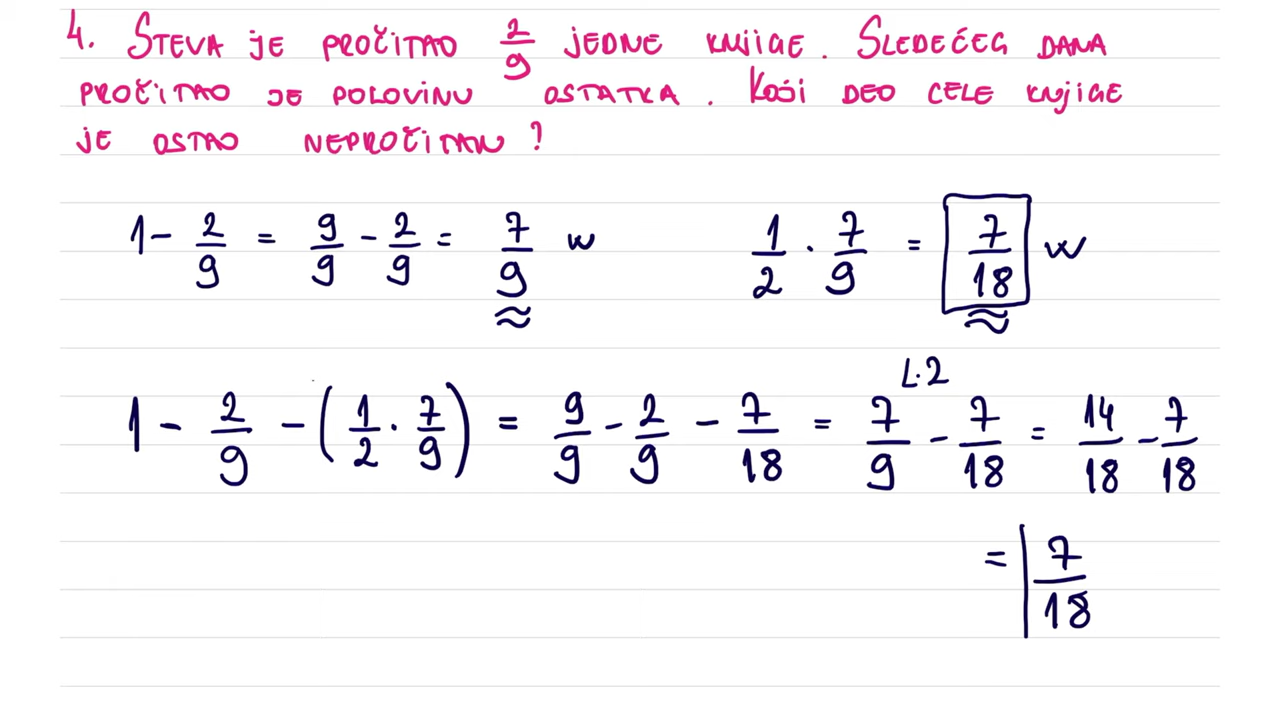 4. STEVA JE PROČITAO 2/9 JEDNE KNJIGE. SLEDEĆEG DANA
PROČITAO JE POLOVINU OSTATKA. KOJI DEO CELE KNJIGE
JE OSTAO NEPROČITAN?
1 - 2/9 = 9/9 - 2/9 = 7/9 w
1/2 · 7/9 = 7/18 w
1 - 2/9 - (1/2 · 7/9) = 9/9 - 2/9 - 7/18 = 7/9 - 7/18 = 14/18 - 7/18
= 7/18